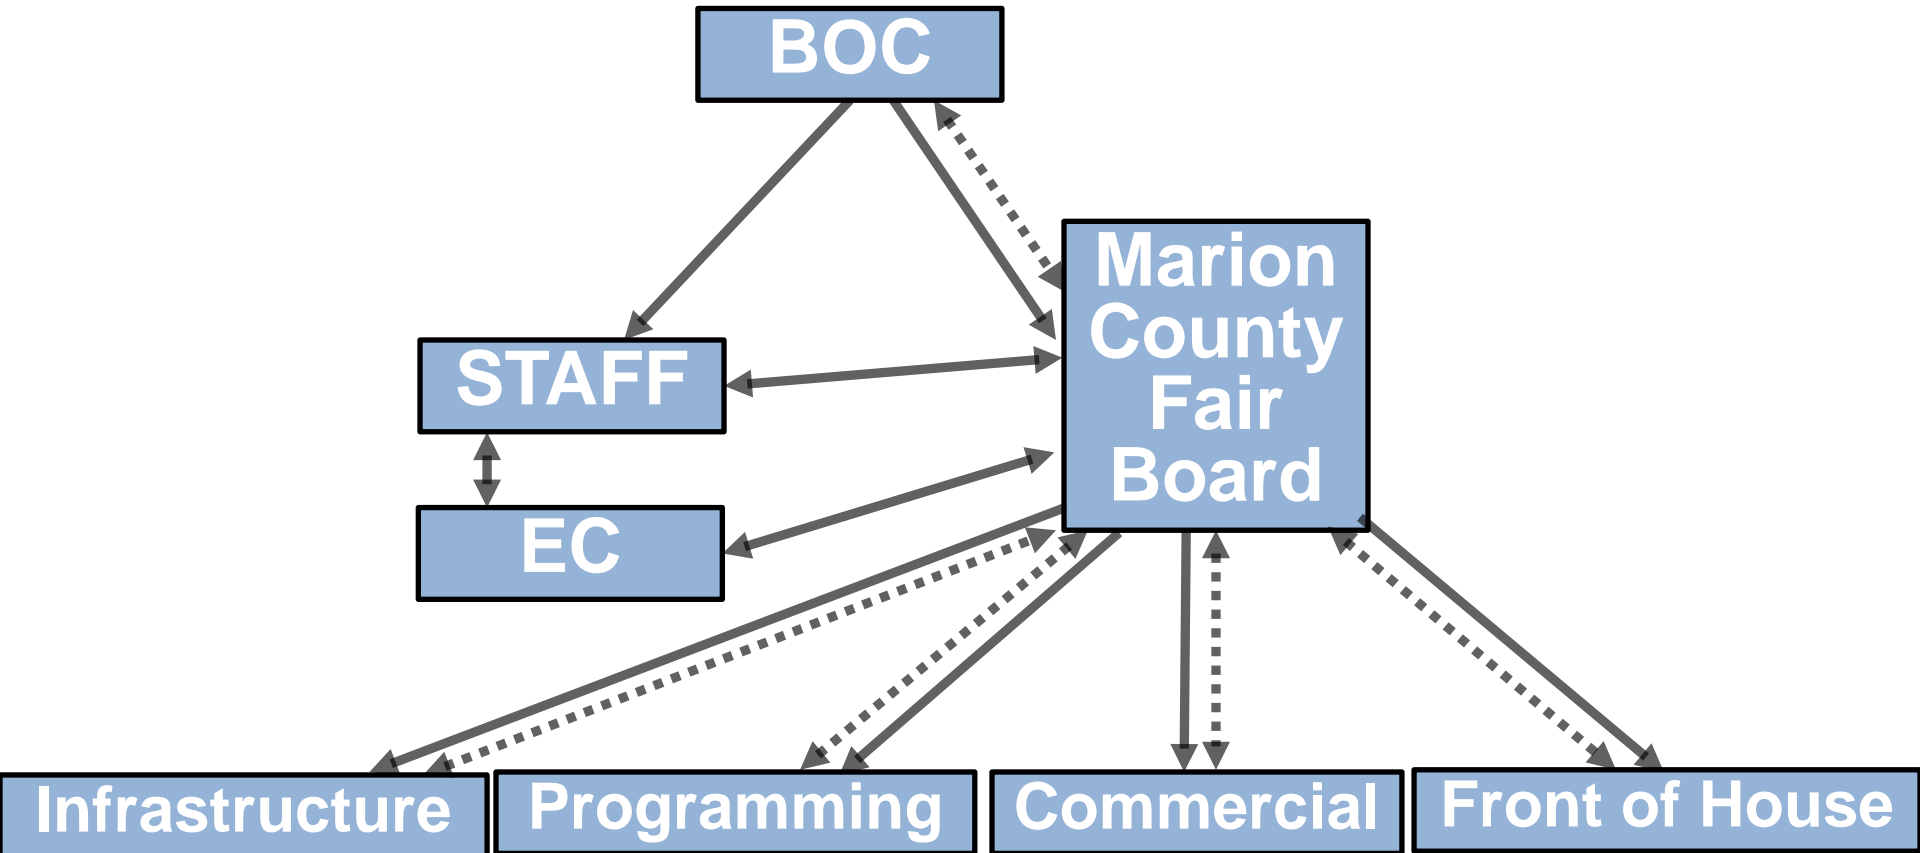 BOC
Marion
County
Fair
Board
STAFF
EC
Infrastructure
Programming
Commercial
Front of House